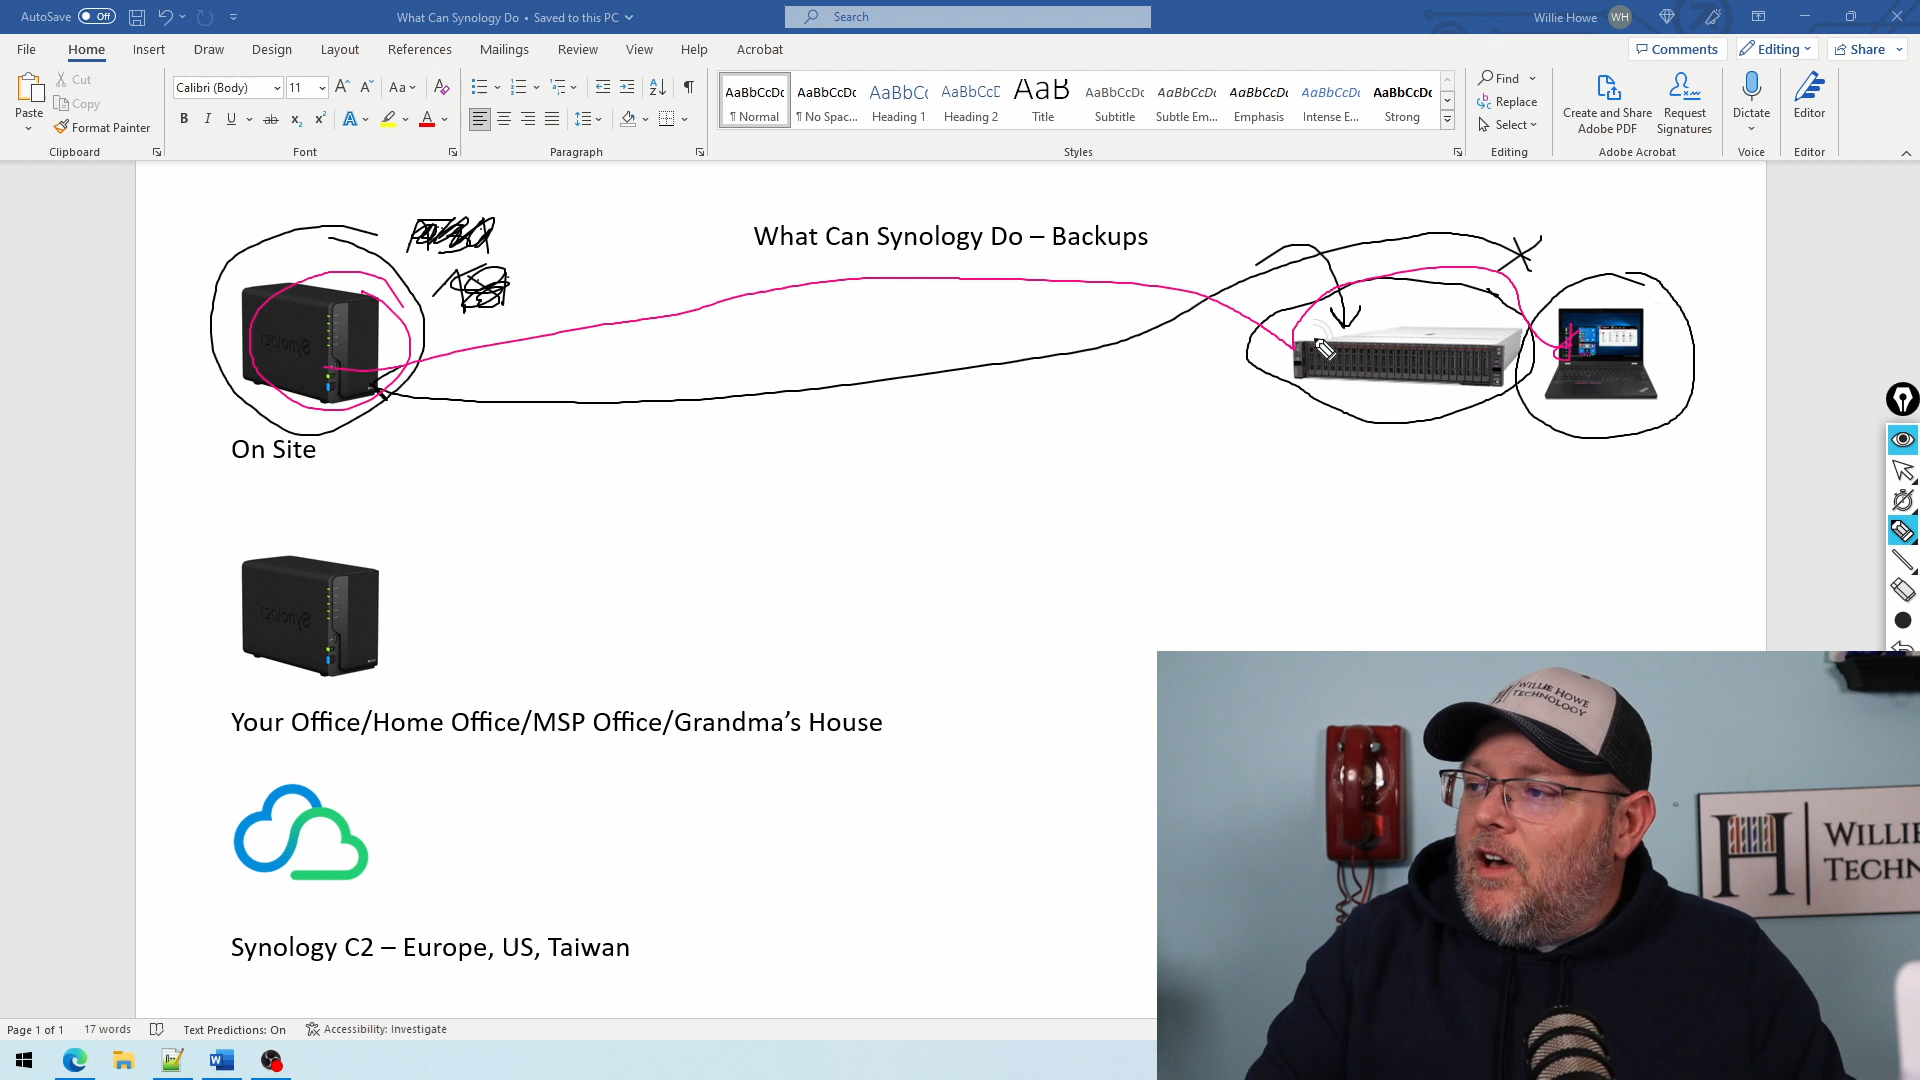 AutoSave Off What Can Synology Do • Saved to this PC Search Willie Howe WH
File Home Insert Draw Design Layout References Mailings Review View Help Acrobat Comments Editing Share
Paste Cut Copy Format Painter
Calibri (Body) 11 Aa
AaBbCcDc AaBbCcDc AaBbCc AaBbCcD AaB AaBbCcDc AaBbCcDc AaBbCcDc AaBbCcDc AaBbCcDc
¶ Normal ¶ No Spac... Heading 1 Heading 2 Title Subtitle Subtle Em... Emphasis Intense E... Strong
Find Replace Select
Create and Share Adobe PDF Request Signatures Dictate Editor
Clipboard Font Paragraph Styles Editing Adobe Acrobat Voice Editor
What Can Synology Do – Backups
Synology
On Site
Synology
Your Office/Home Office/MSP Office/Grandma's House
Synology C2 – Europe, US, Taiwan
WILLIE HOWE
TECHNOLOGY
H WILLIE
TECHN
Page 1 of 1 17 words Text Predictions: On Accessibility: Investigate